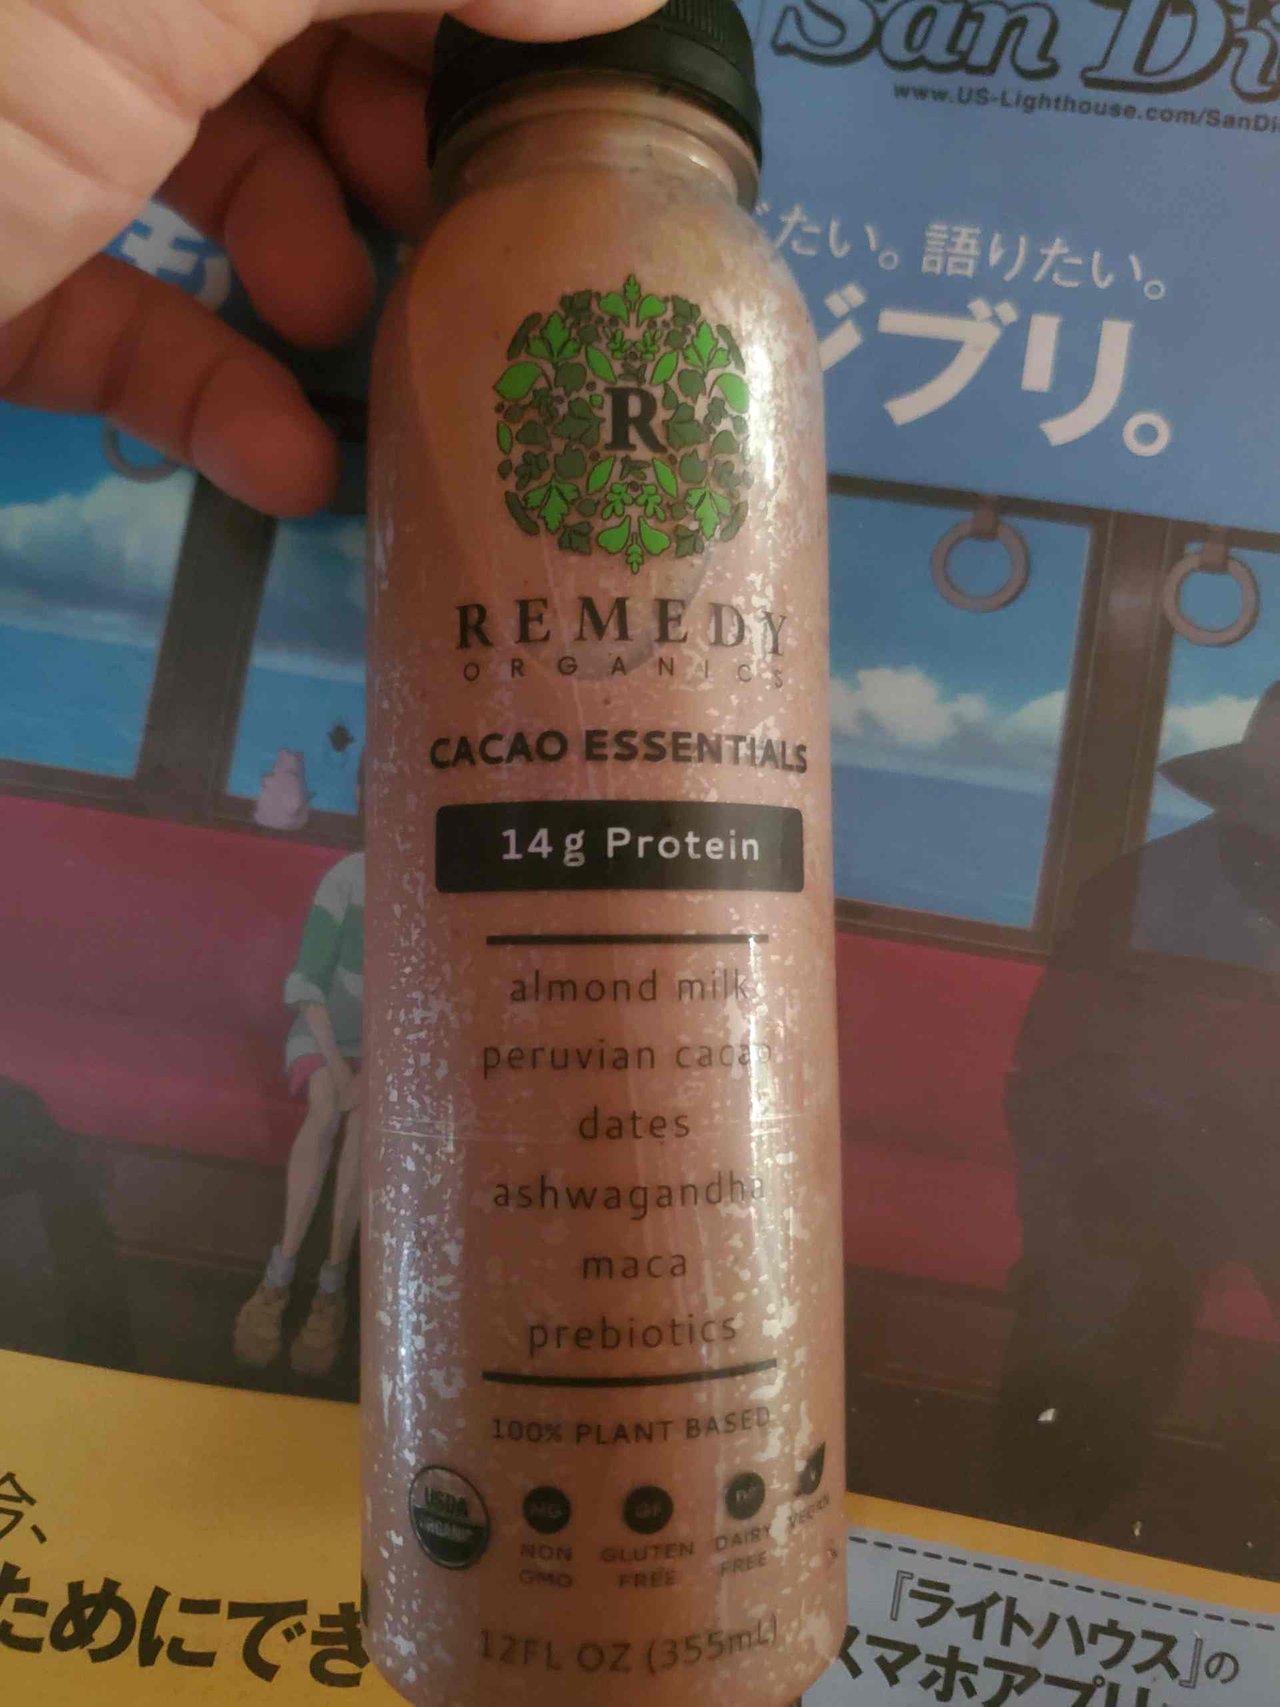 San Di
www.US-Lighthouse.com/SanDi
たい。語りたい。
ジブリ。
R
REMEDY
ORGANICS
CACAO ESSENTIALS
14g Protein
almond milk
peruvian cacao
dates
ashwagandha
maca
prebiotics
100% PLANT BASED
USDA
ORGANIC
NG
NON
GMO
GF
GLUTEN
FREE
DAIRY
FREE
V
VEGAN
12FL OZ (355mL)
今、
ためにでき
『ライトハウス』の
スマホアプリ